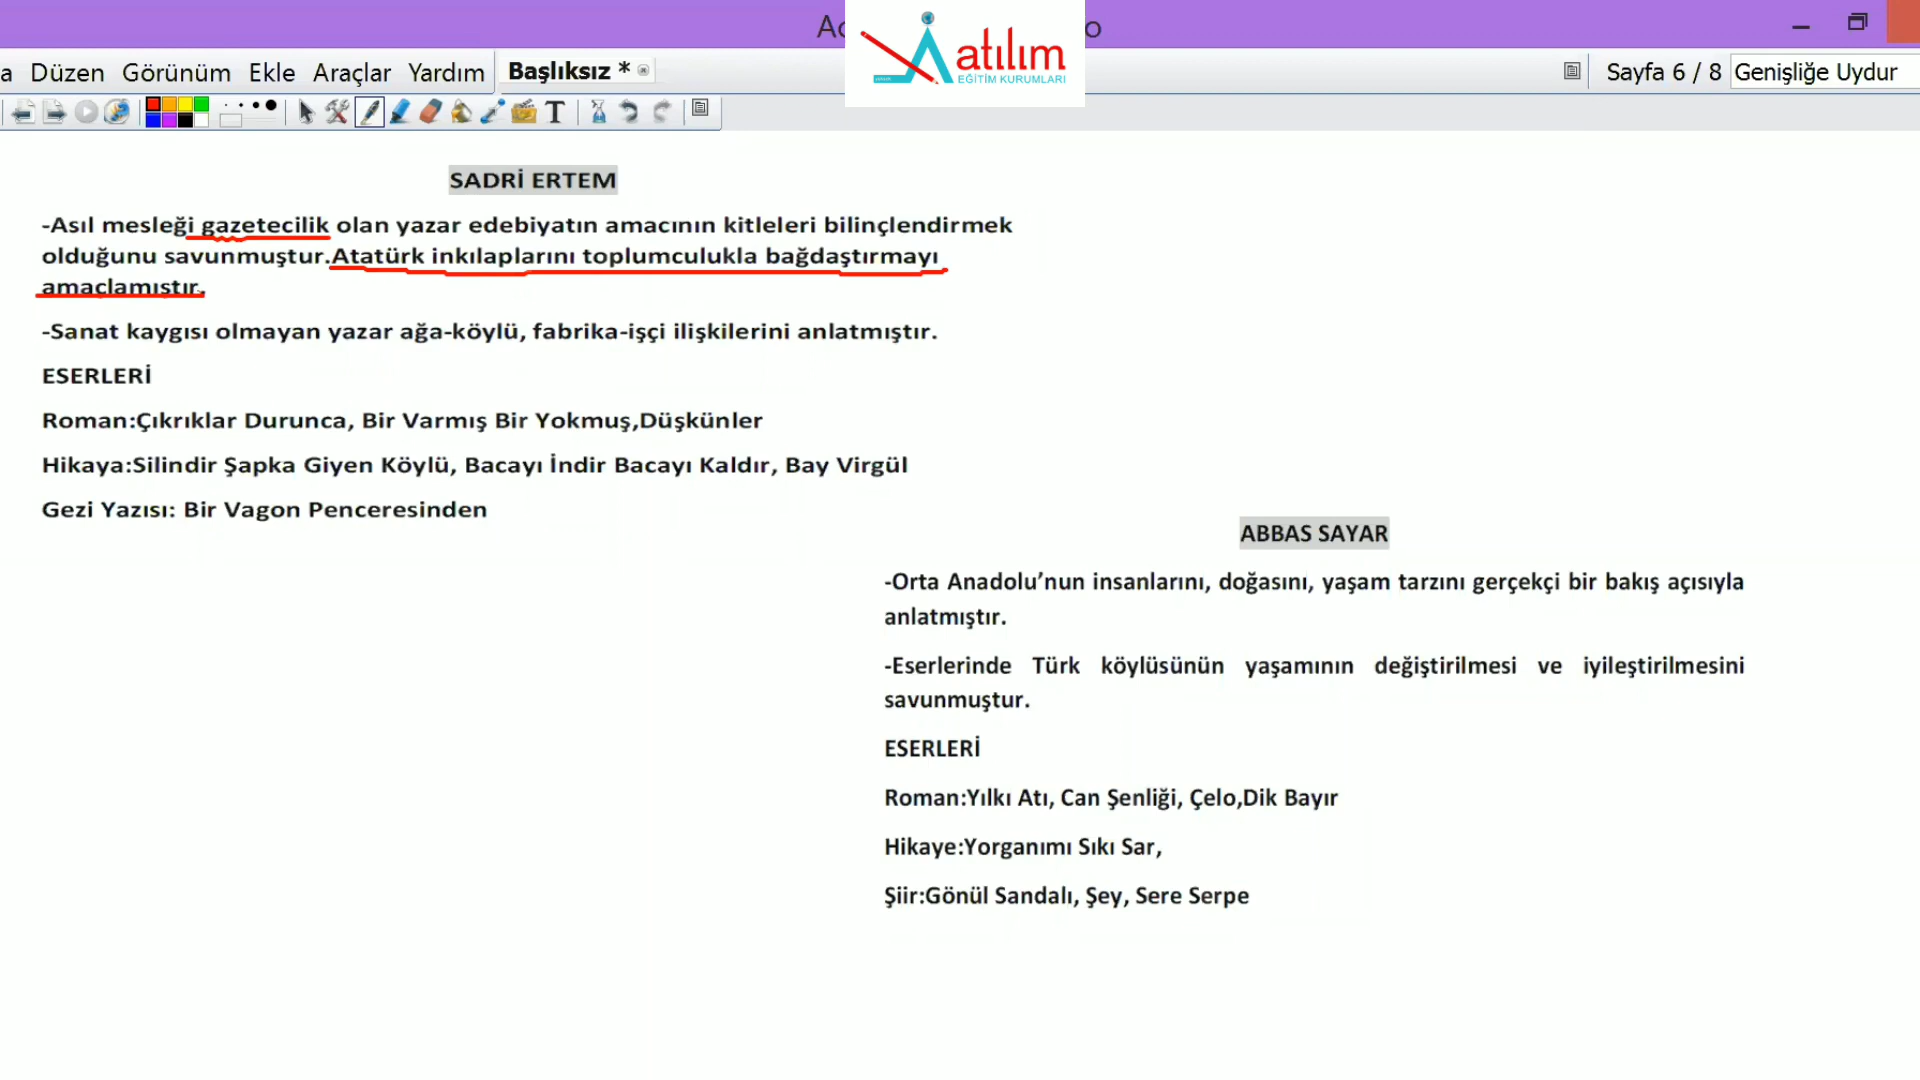 a Düzen Görünüm Ekle Araçlar Yardım Başlıksız *
atılım
EĞİTİM KURUMLARI
Sayfa 6 / 8 Genişliğe Uydur
SADRİ ERTEM
-Asıl mesleği gazetecilik olan yazar edebiyatın amacının kitleleri bilinçlendirmek
olduğunu savunmuştur.Atatürk inkılaplarını toplumculukla bağdaştırmayı
amaçlamıştır.
-Sanat kaygısı olmayan yazar ağa-köylü, fabrika-işçi ilişkilerini anlatmıştır.
ESERLERİ
Roman:Çıkrıklar Durunca, Bir Varmış Bir Yokmuş,Düşkünler
Hikaya:Silindir Şapka Giyen Köylü, Bacayı İndir Bacayı Kaldır, Bay Virgül
Gezi Yazısı: Bir Vagon Penceresinden
ABBAS SAYAR
-Orta Anadolu’nun insanlarını, doğasını, yaşam tarzını gerçekçi bir bakış açısıyla
anlatmıştır.
-Eserlerinde Türk köylüsünün yaşamının değiştirilmesi ve iyileştirilmesini
savunmuştur.
ESERLERİ
Roman:Yılkı Atı, Can Şenliği, Çelo,Dik Bayır
Hikaye:Yorganımı Sıkı Sar,
Şiir:Gönül Sandalı, Şey, Sere Serpe